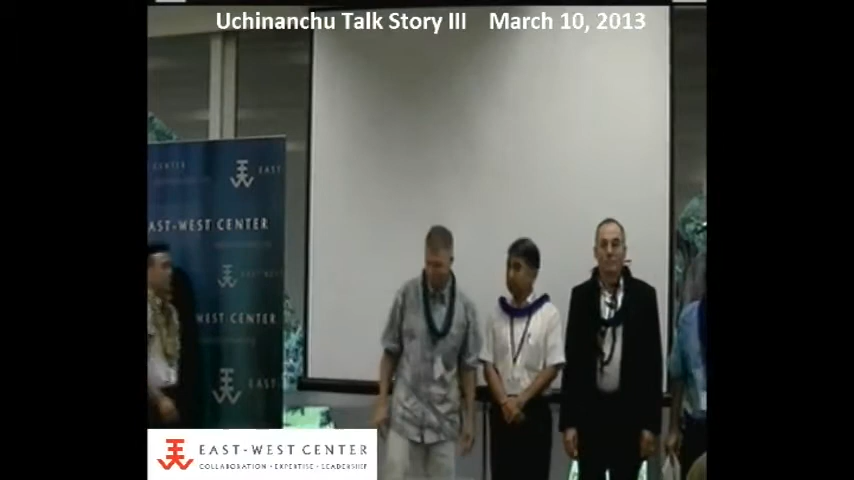 Uchinanchu Talk Story III March 10, 2013
CENTER
EAST
EAST-WEST CENTER
WEST CENTER
EAST
EAST-WEST CENTER
COLLABORATION · EXPERTISE · LEADERSHIP